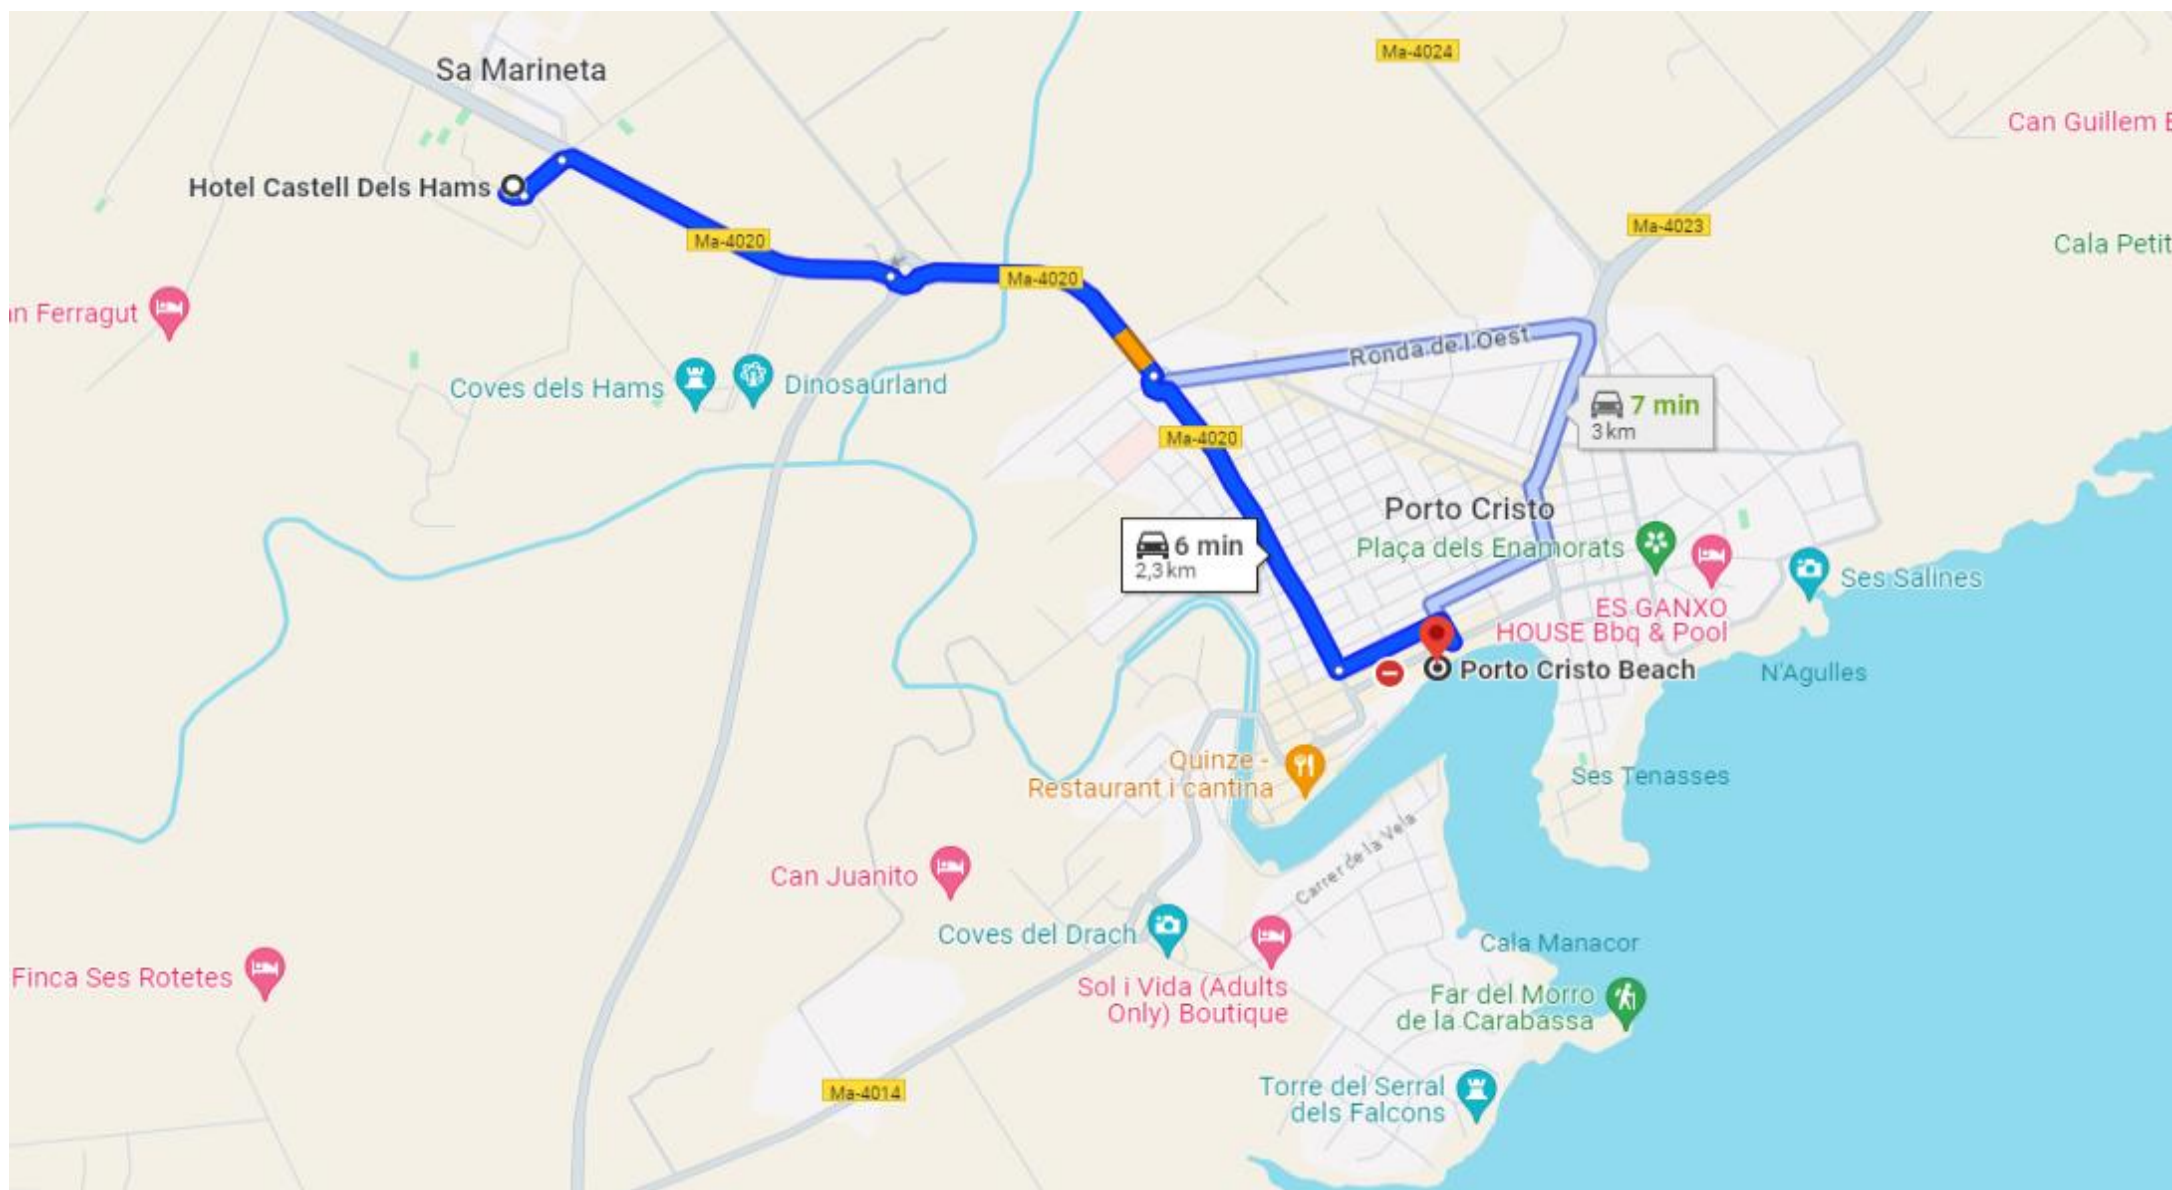 Ma-4024
Sa Marineta
Can Guillem
Hotel Castell Dels Hams
Ma-4023
Ma-4020
Cala Petit
Ma-4020
Ferragut
Ronda de l'Oest
Coves dels Hams
Dinosaurland
7 min
3 km
Ma-4020
Porto Cristo
6 min
2,3 km
Plaça dels Enamorats
Ses Salines
ES GANXO
HOUSE Bbq & Pool
Porto Cristo Beach
N'Agulles
Quinze -
Restaurant i cantina
Ses Tenasses
Carrer de la Vela
Can Juanito
Coves del Drach
Cala Manacor
Finca Ses Rotetes
Sol i Vida (Adults
Only) Boutique
Far del Morro
de la Carabassa
Ma-4014
Torre del Serral
dels Falcons